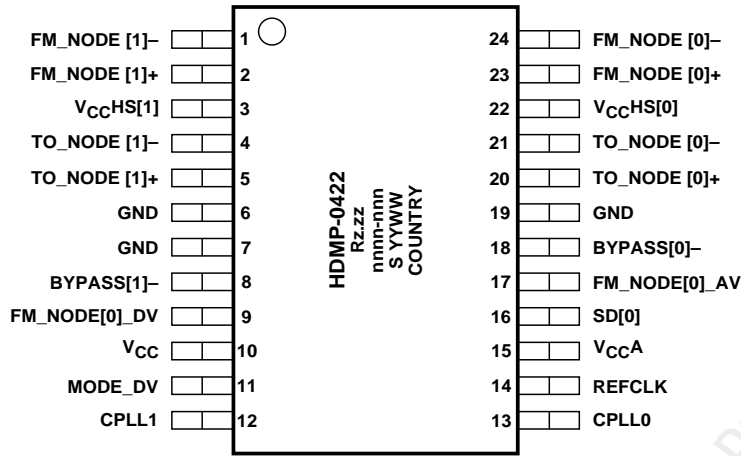 FM_NODE [1]– 1
FM_NODE [1]+ 2
VCCHS[1] 3
TO_NODE [1]– 4
TO_NODE [1]+ 5
GND 6
GND 7
BYPASS[1]– 8
FM_NODE[0]_DV 9
VCC 10
MODE_DV 11
CPLL1 12
HDMP-0422
Rz.zz
nnnn-nnn
S YYWW
COUNTRY
24 FM_NODE [0]–
23 FM_NODE [0]+
22 VCCHS[0]
21 TO_NODE [0]–
20 TO_NODE [0]+
19 GND
18 BYPASS[0]–
17 FM_NODE[0]_AV
16 SD[0]
15 VCCA
14 REFCLK
13 CPLL0